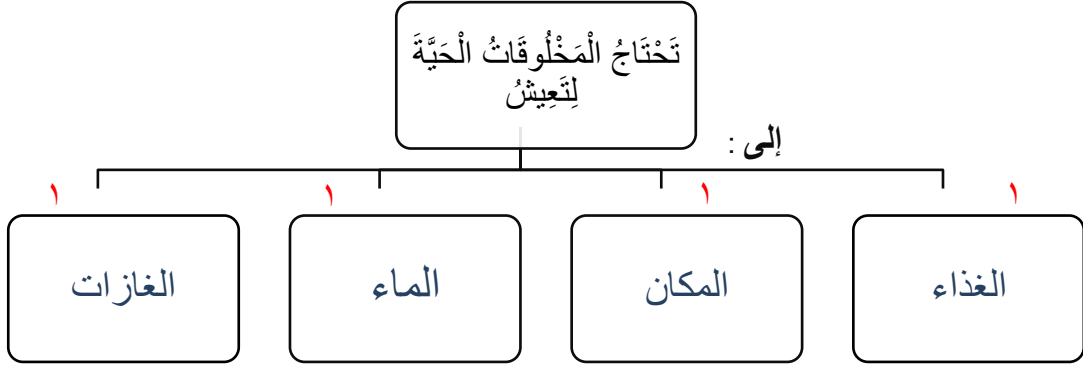 تَحْتَاجُ الْمَخْلُوقَاتُ الْحَيَّةَ
لِتَعِيشُ
إلى :
١ ١ ١ ١
الغذاء المكان الماء الغازات